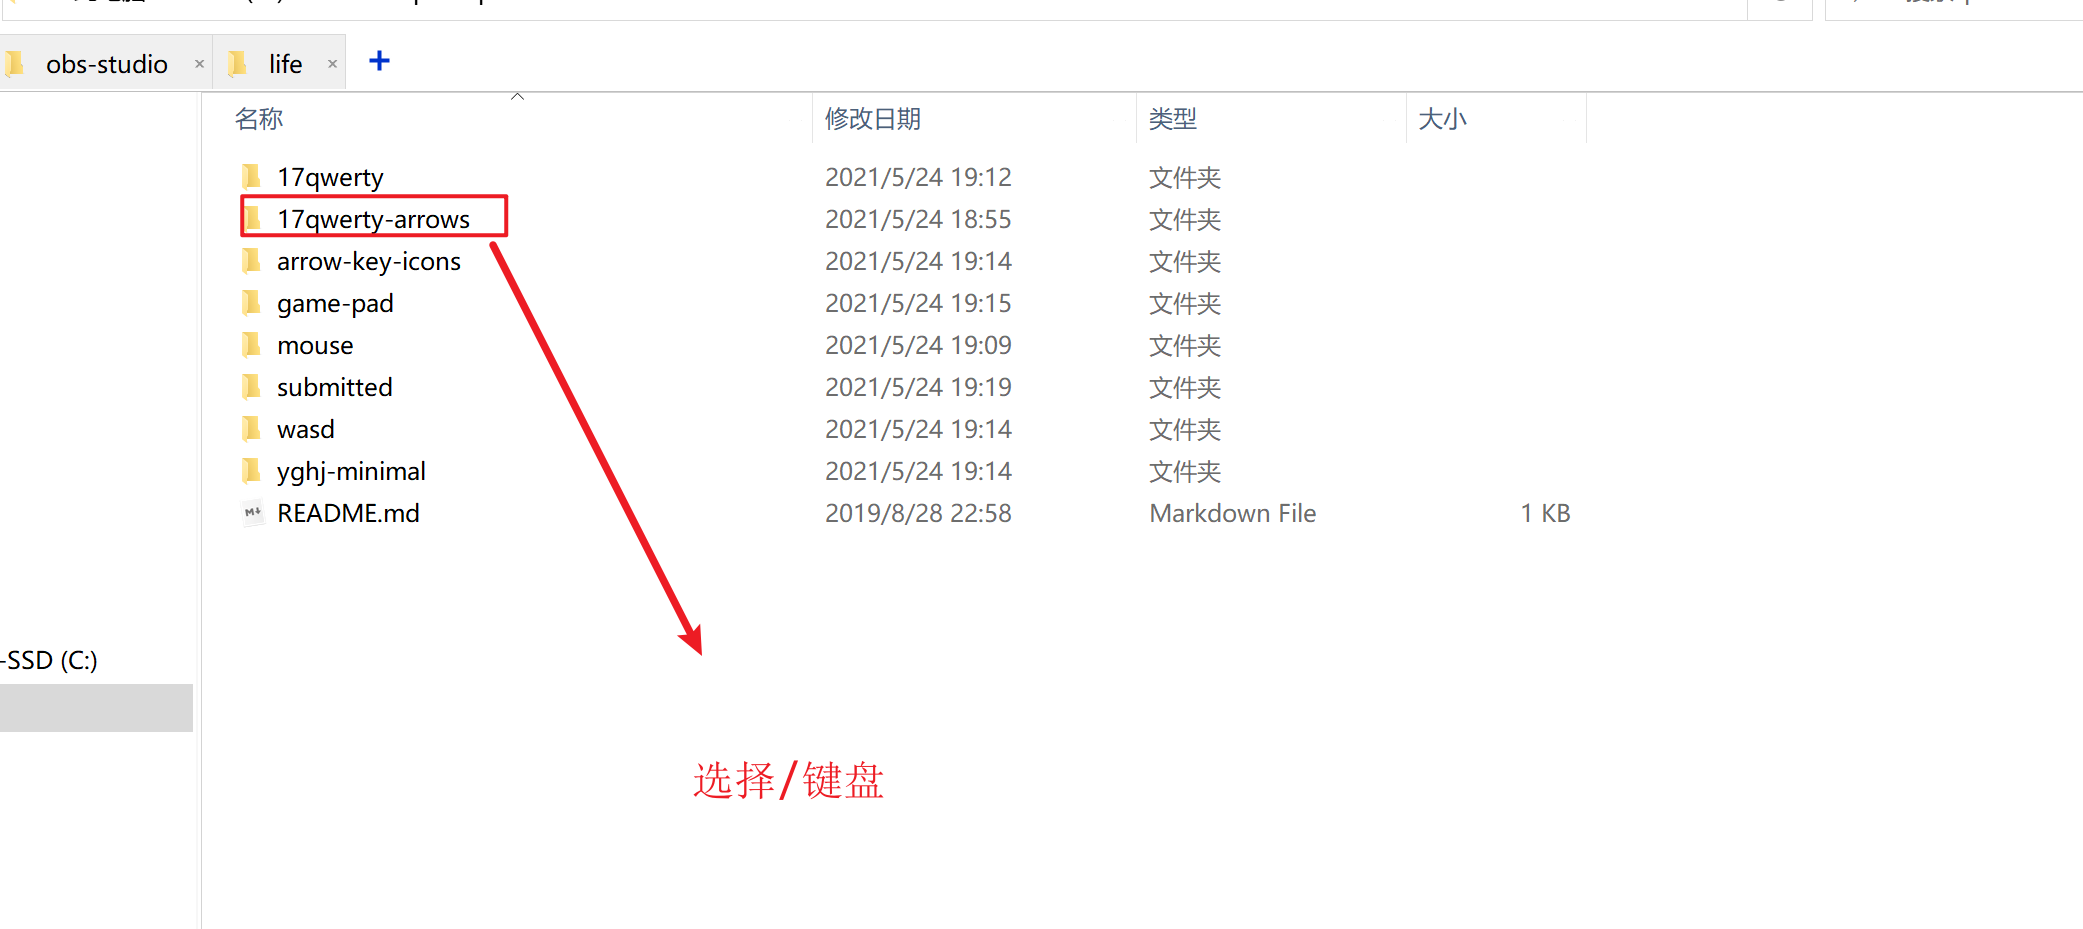 obs-studio × life × +
名称 修改日期 类型 大小
17qwerty 2021/5/24 19:12 文件夹
17qwerty-arrows 2021/5/24 18:55 文件夹
arrow-key-icons 2021/5/24 19:14 文件夹
game-pad 2021/5/24 19:15 文件夹
mouse 2021/5/24 19:09 文件夹
submitted 2021/5/24 19:19 文件夹
wasd 2021/5/24 19:14 文件夹
yghj-minimal 2021/5/24 19:14 文件夹
README.md 2019/8/28 22:58 Markdown File 1 KB
-SSD (C:)
选择/键盘